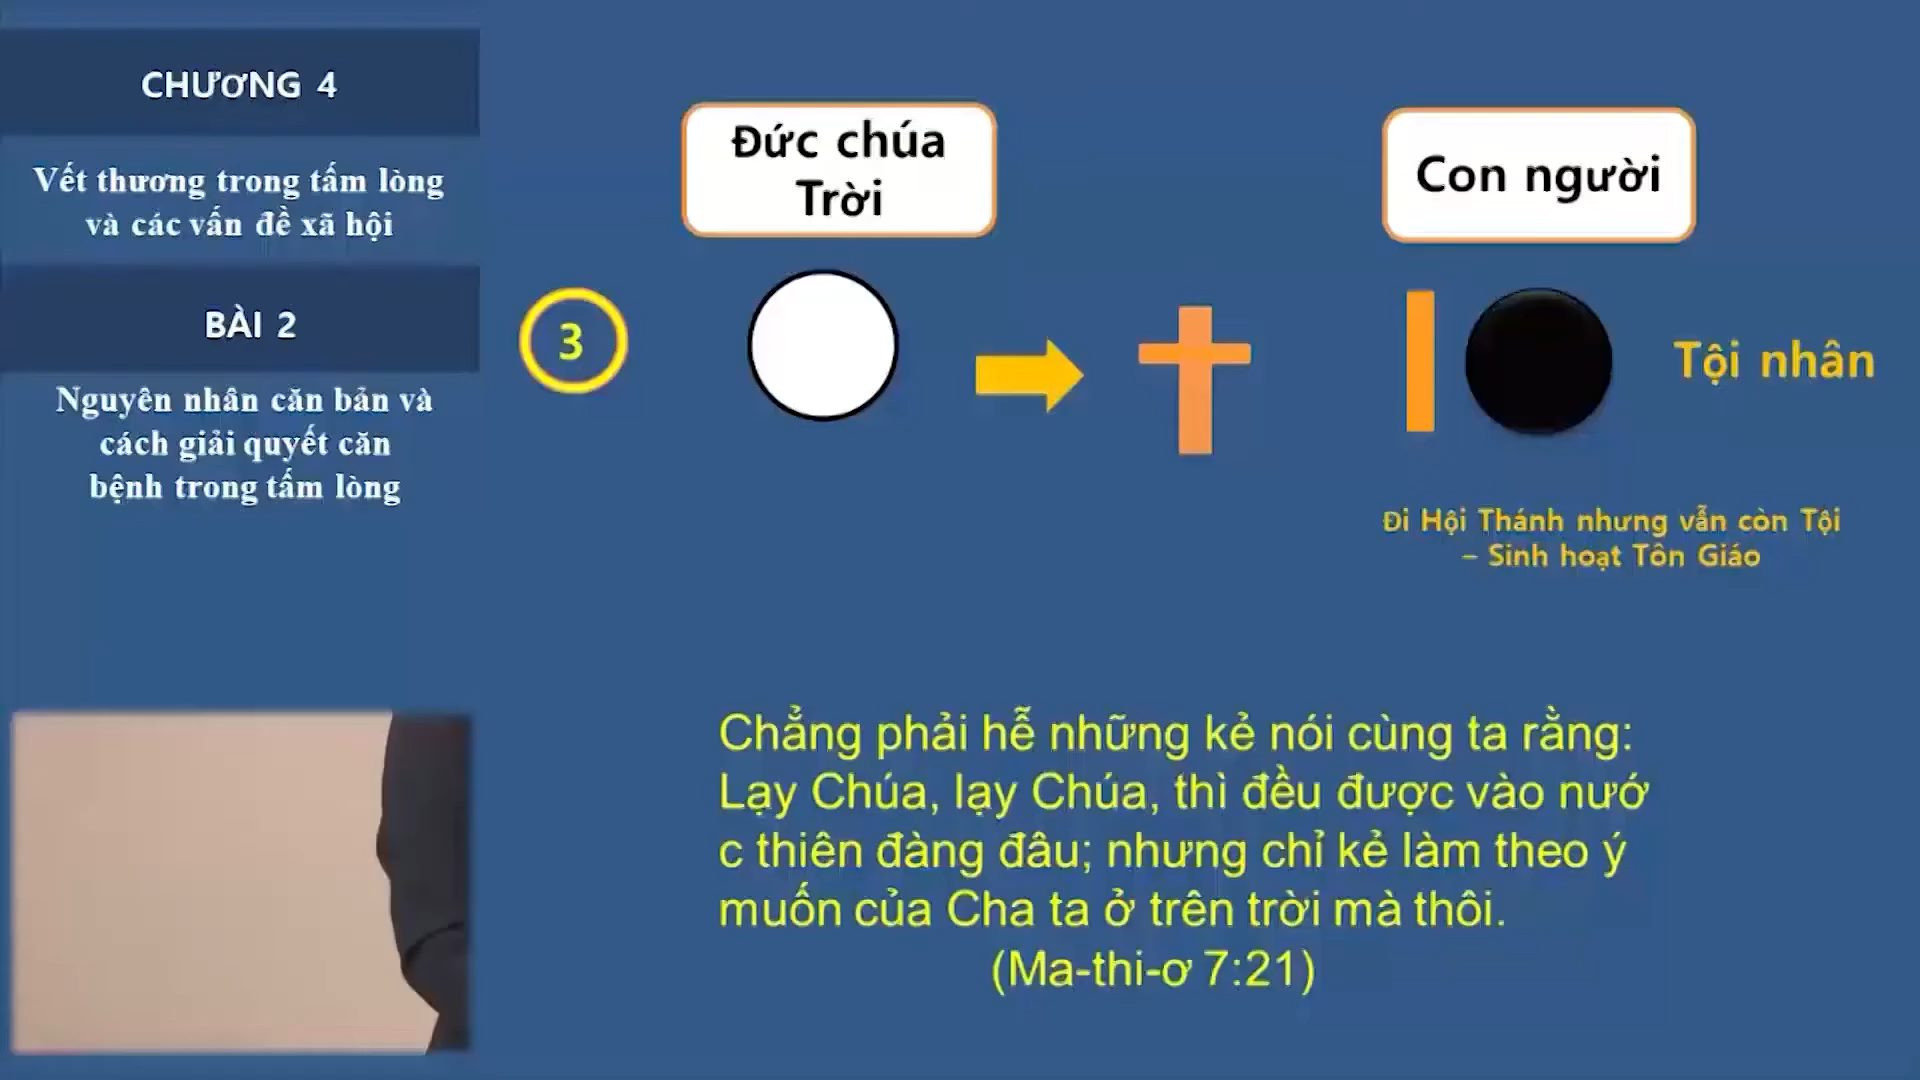 CHƯƠNG 4
Vết thương trong tấm lòng
và các vấn đề xã hội
BÀI 2
Nguyên nhân căn bản và
cách giải quyết căn
bệnh trong tấm lòng
Đức chúa
Trời
Con người
3
Tội nhân
Đi Hội Thánh nhưng vẫn còn Tội
– Sinh hoạt Tôn Giáo
Chẳng phải hễ những kẻ nói cùng ta rằng:
Lạy Chúa, lạy Chúa, thì đều được vào nướ
c thiên đàng đâu; nhưng chỉ kẻ làm theo ý
muốn của Cha ta ở trên trời mà thôi.
(Ma-thi-ơ 7:21)